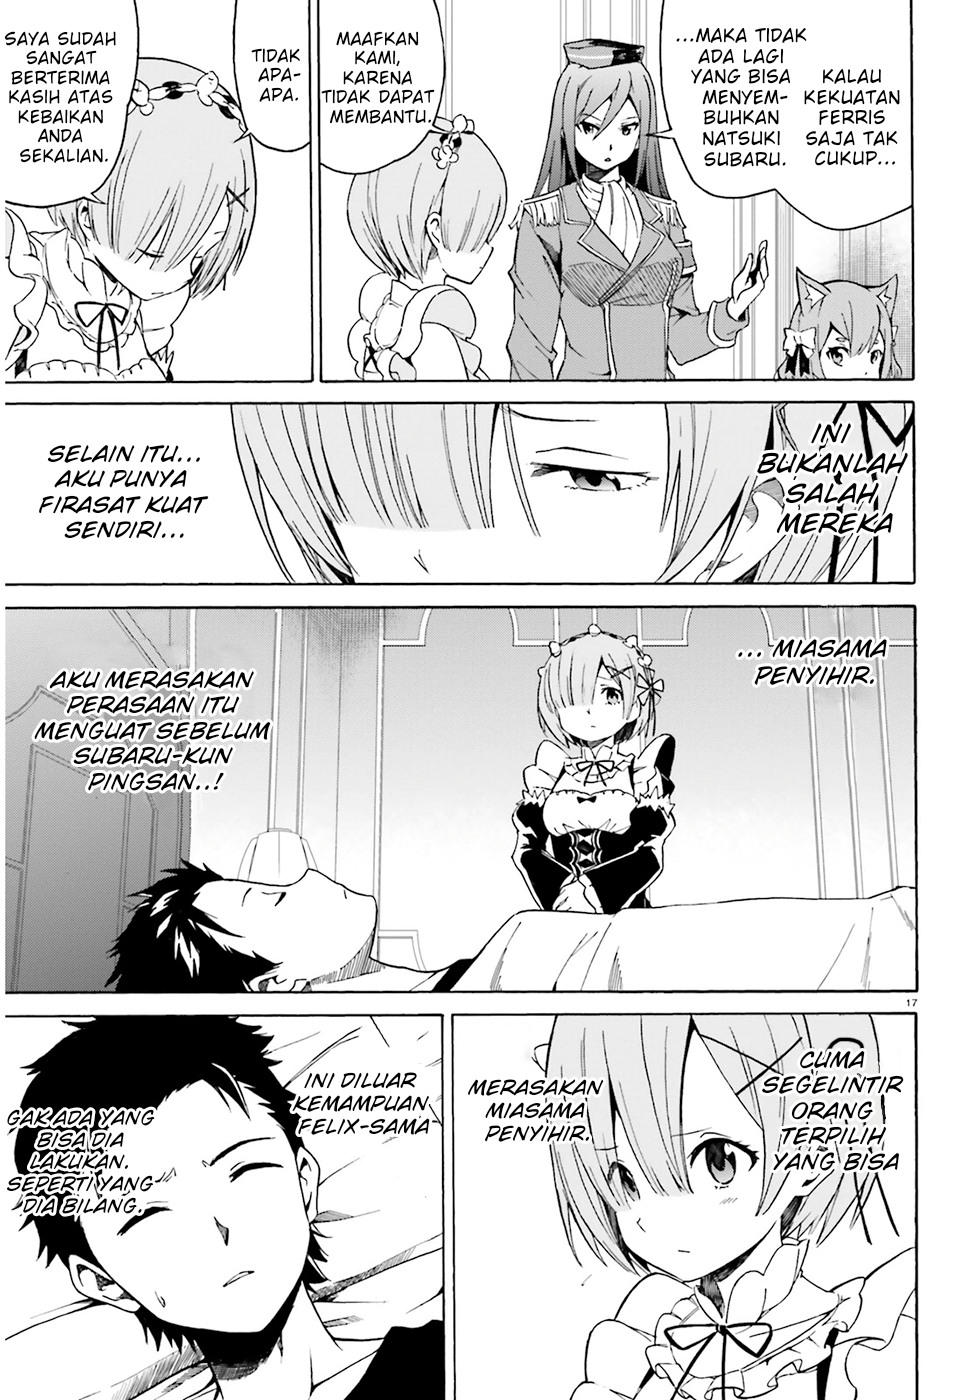 KALAU
KEKUATAN
FERRIS
SAJA TAK
CUKUP...
...MAKA TIDAK
ADA LAGI
YANG BISA
MENYEM-
BUHKAN
NATSUKI
SUBARU.
MAAFKAN
KAMI,
KARENA
TIDAK DAPAT
MEMBANTU.
TIDAK
APA-
APA.
SAYA SUDAH
SANGAT
BERTERIMA
KASIH ATAS
KEBAIKAN
ANDA
SEKALIAN.
INI
BUKANLAH
SALAH
MEREKA
SELAIN ITU...
AKU PUNYA
FIRASAT KUAT
SENDIRI...
... MIASAMA
PENYIHIR.
AKU MERASAKAN
PERASAAN ITU
MENGUAT SEBELUM
SUBARU-KUN
PINGSAN..!
17
CUMA
SEGELINTIR
ORANG
TERPILIH
YANG BISA
MERASAKAN
MIASAMA
PENYIHIR.
INI DILUAR
KEMAMPUAN
FELIX-SAMA
GAK ADA YANG
BISA DIA
LAKUKAN.
SEPERTI YANG
DIA BILANG.